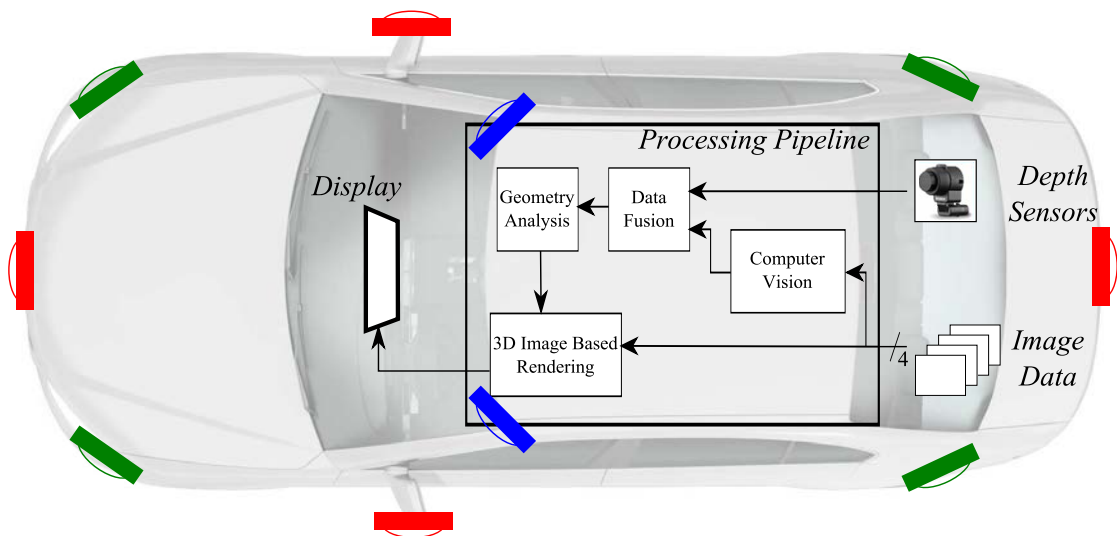 Processing Pipeline
Display
Depth
Sensors
Geometry
Analysis
Data
Fusion
Computer
Vision
3D Image Based
Rendering
4
Image
Data